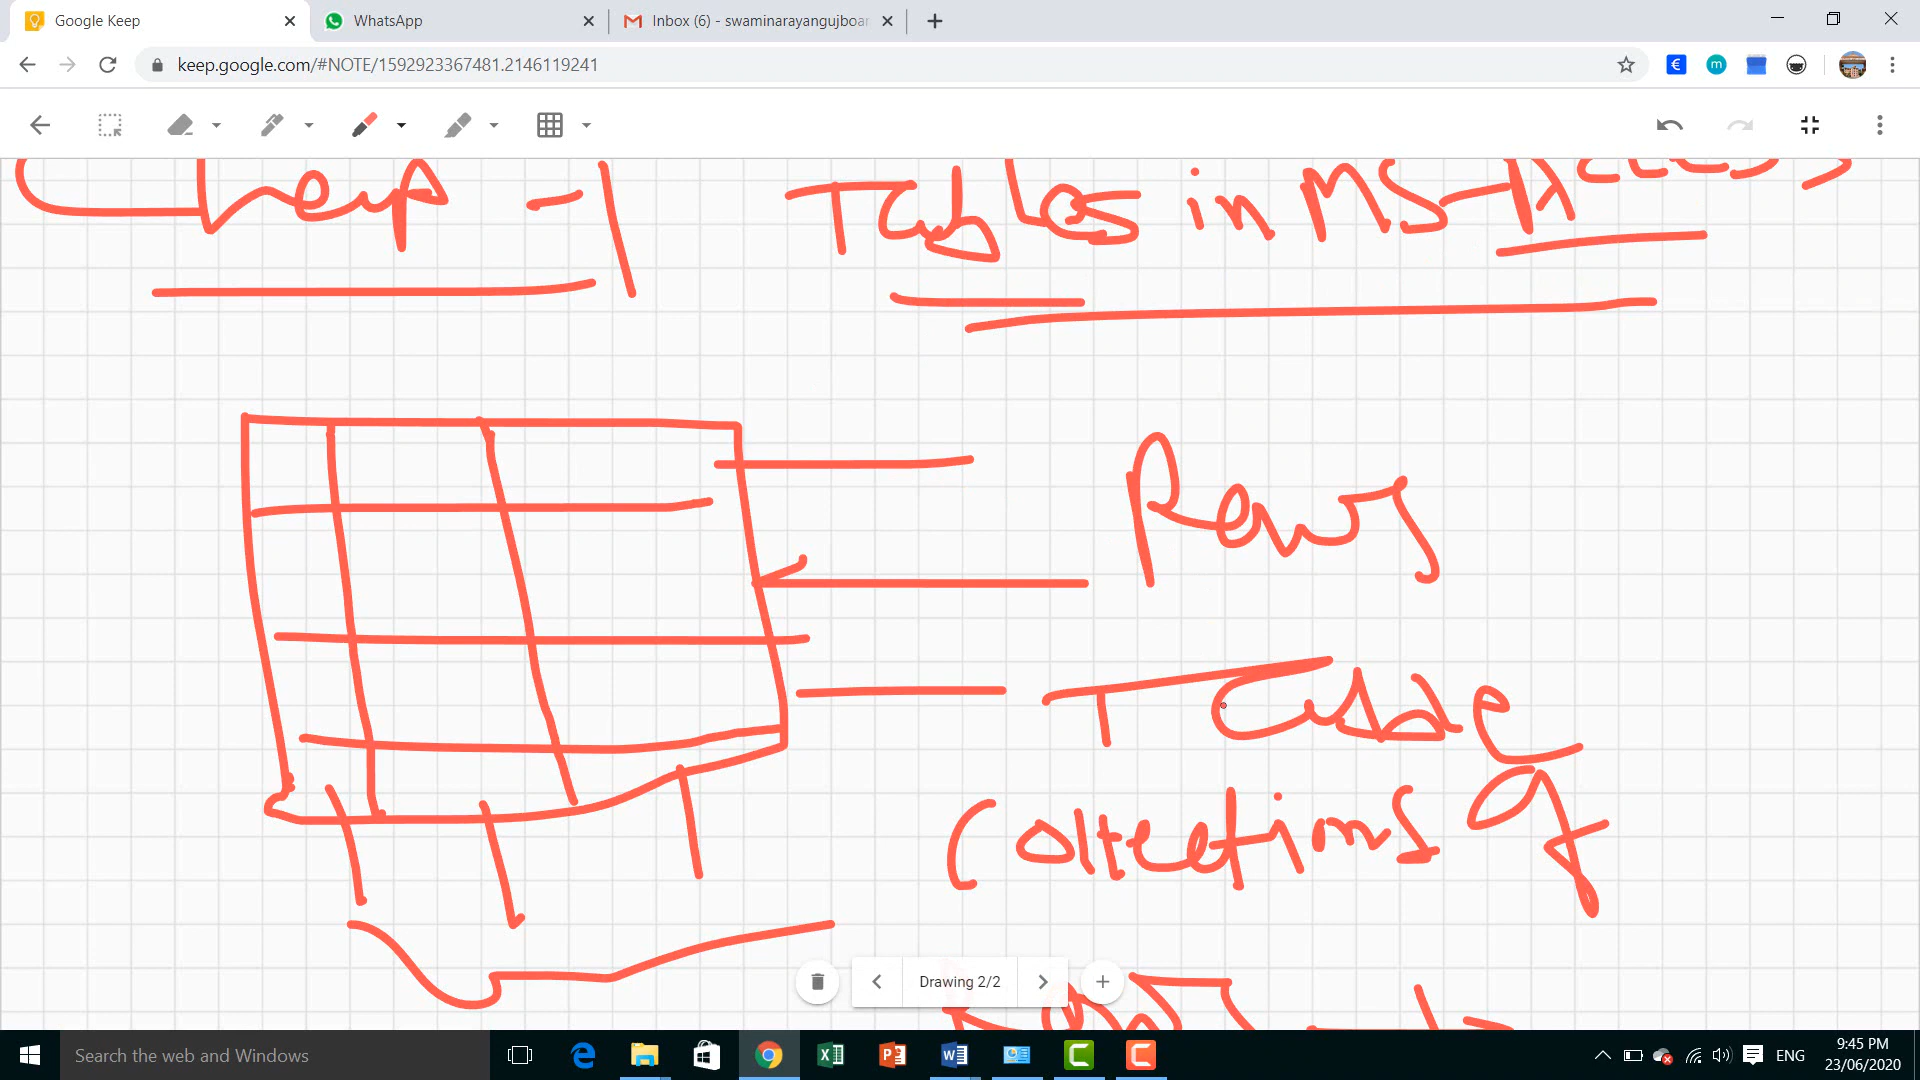 Google Keep
WhatsApp
Inbox (6) - swaminarayangujboar
keep.google.com/#NOTE/1592923367481.2146119241
Chap -1 Tables in MS-Access
Rows
Table
Collections of
Drawing 2/2
Search the web and Windows
ENG
9:45 PM
23/06/2020